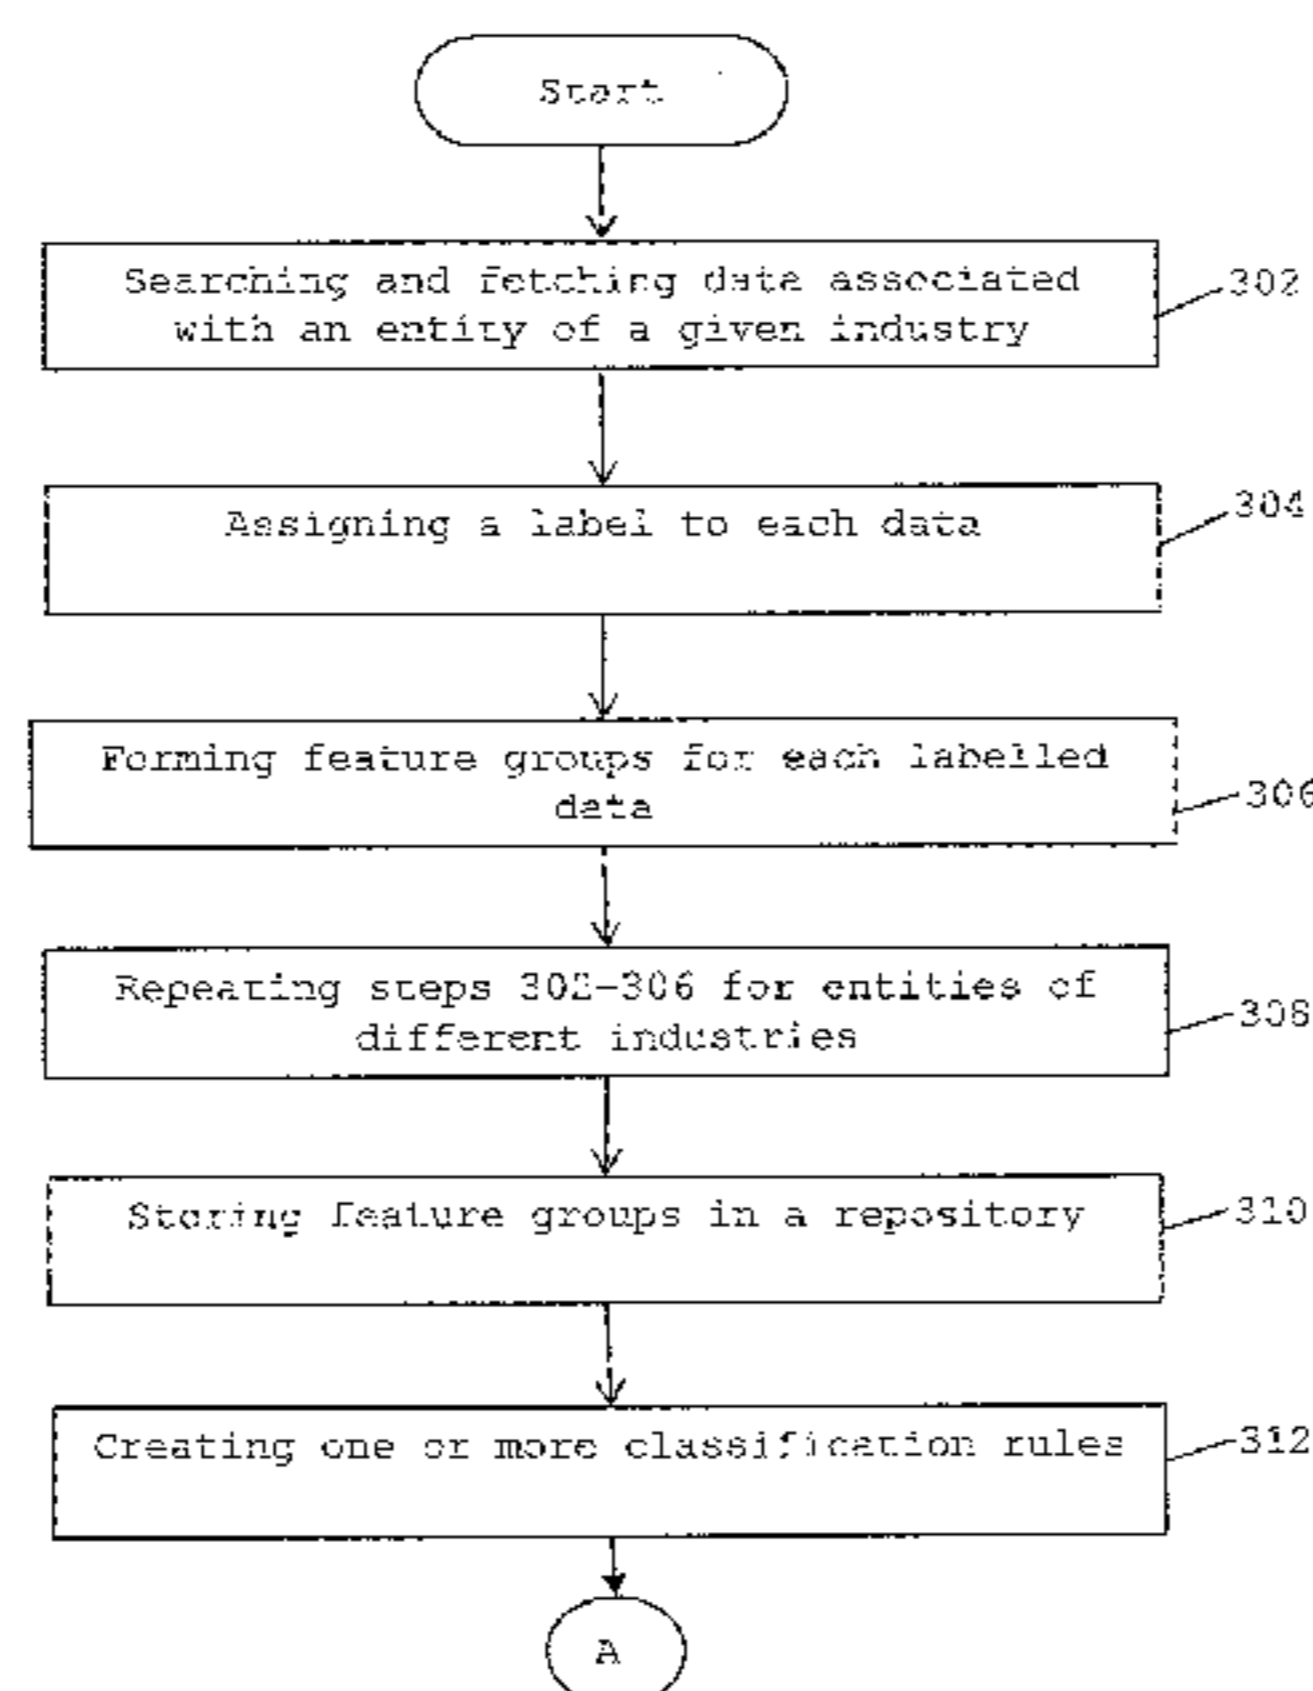 Start
Searching and fetching data associated
with an entity of a given industry
302
Assigning a label to each data
304
Forming feature groups for each labelled
data
306
Repeating steps 302-306 for entities of
different industries
308
Storing feature groups in a repository
310
Creating one or more classification rules
312
A